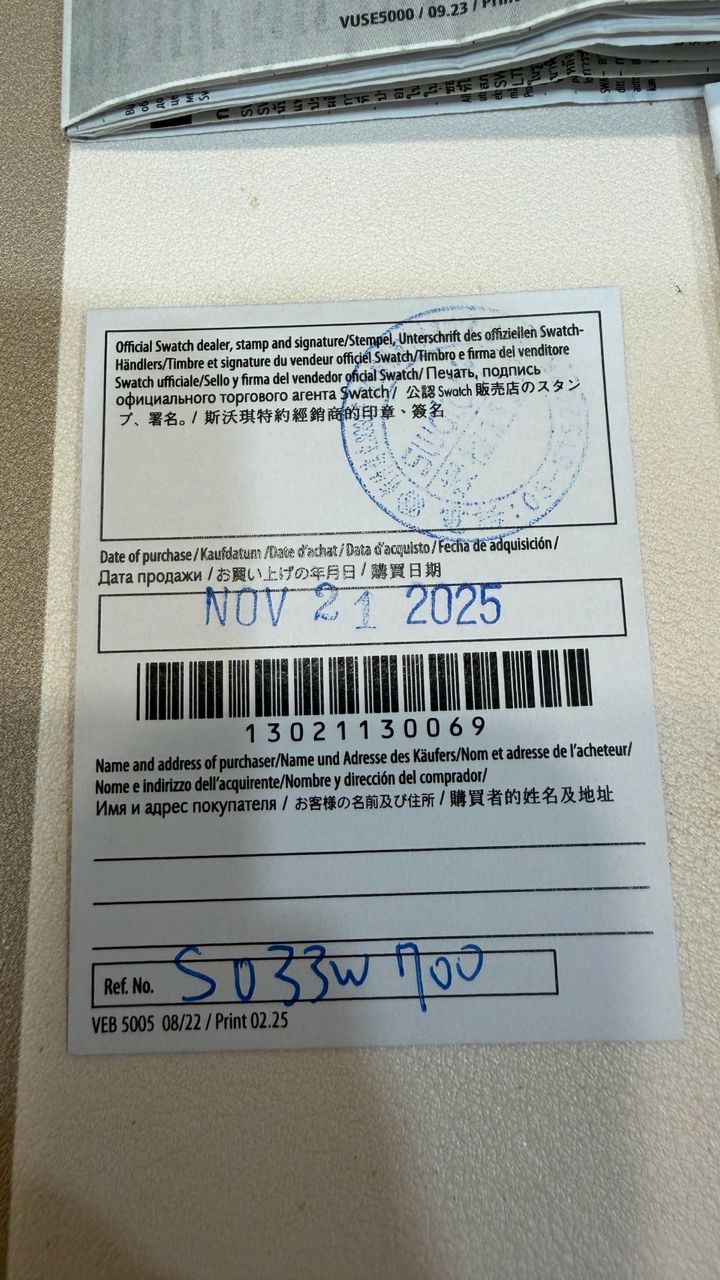 VUSE5000 / 09.23 /
Official Swatch dealer, stamp and signature/Stempel, Unterschrift des offiziellen Swatch-
Händlers/Timbre et signature du vendeur officiel Swatch/Timbro e firma del venditore
Swatch ufficiale/Sello y firma del vendedor oficial Swatch/ Печать, подпись
официального торгового агента Swatch/ 公認 Swatch 販売店のスタン
プ、署名。/ 斯沃琪特約經銷商的印章、簽名
Date of purchase / Kaufdatum /Date d'achat / Data d'acquisto / Fecha de adquisición /
Дата продажи / お買い上げの年月日 / 購買日期
NOV 21 2025
13021130069
Name and address of purchaser/Name und Adresse des Käufers/Nom et adresse de l'acheteur/
Nome e indirizzo dell'acquirente/Nombre y dirección del comprador/
Имя и адрес покупателя / お客様の名前及び住所 / 購買者的姓名及地址
Ref. No. S033W700
VEB 5005 08/22 / Print 02.25